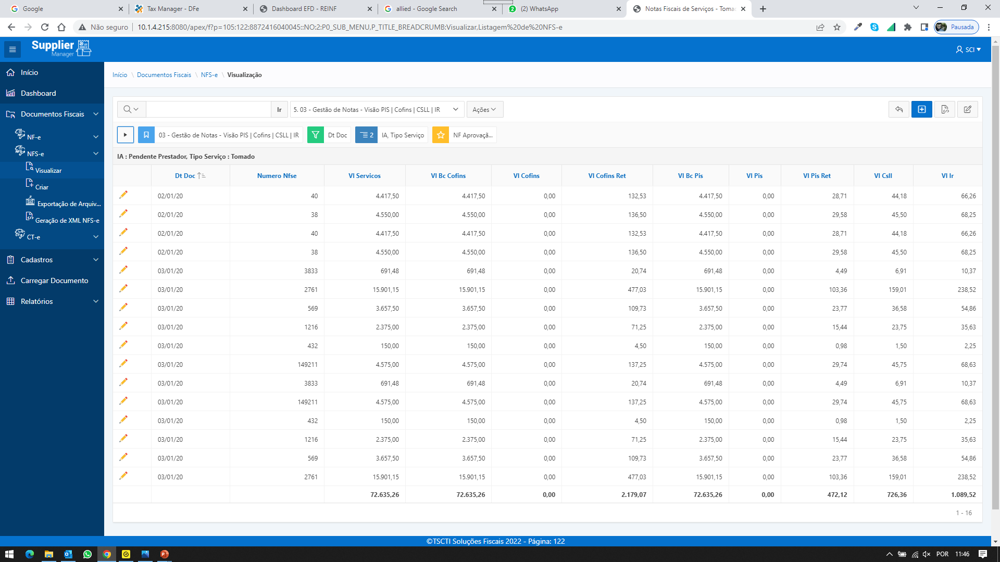 Google
Tax Manager - DFe
Dashboard EFD - REINF
allied - Google Search
(2) WhatsApp
Notas Fiscais de Serviços - Toma
Não seguro
10.1.4.215:8080/apex/f?p=105:122:8872416040045::NO:2:P0_SUB_MENU,P_TITLE_BREADCRUMB:Visualizar,Listagem%20de%20NFS-e
Pausada
Supplier
Manager
SCI
Início
Dashboard
Documentos Fiscais
NF-e
NFS-e
Visualizar
Criar
Exportação de Arquiv...
Geração de XML NFS-e
CT-e
Cadastros
Carregar Documento
Relatórios
Início \ Documentos Fiscais \ NFS-e \ Visualização
Ir
5. 03 - Gestão de Notas - Visão PIS | Cofins | CSLL | IR
Ações
03 - Gestão de Notas - Visão PIS | Cofins | CSLL | IR
Dt Doc
2
IA, Tipo Serviço
NF Aprovaçã...
IA : Pendente Prestador, Tipo Serviço : Tomado
Dt Doc Numero Nfse Vl Servicos Vl Bc Cofins Vl Cofins Vl Cofins Ret Vl Bc Pis Vl Pis Vl Pis Ret Vl Csll Vl Ir
02/01/20 40 4.417,50 4.417,50 0,00 132,53 4.417,50 0,00 28,71 44,18 66,26
02/01/20 38 4.550,00 4.550,00 0,00 136,50 4.550,00 0,00 29,58 45,50 68,25
02/01/20 40 4.417,50 4.417,50 0,00 132,53 4.417,50 0,00 28,71 44,18 66,26
02/01/20 38 4.550,00 4.550,00 0,00 136,50 4.550,00 0,00 29,58 45,50 68,25
03/01/20 3833 691,48 691,48 0,00 20,74 691,48 0,00 4,49 6,91 10,37
03/01/20 2761 15.901,15 15.901,15 0,00 477,03 15.901,15 0,00 103,36 159,01 238,52
03/01/20 569 3.657,50 3.657,50 0,00 109,73 3.657,50 0,00 23,77 36,58 54,86
03/01/20 1216 2.375,00 2.375,00 0,00 71,25 2.375,00 0,00 15,44 23,75 35,63
03/01/20 432 150,00 150,00 0,00 4,50 150,00 0,00 0,98 1,50 2,25
03/01/20 149211 4.575,00 4.575,00 0,00 137,25 4.575,00 0,00 29,74 45,75 68,63
03/01/20 3833 691,48 691,48 0,00 20,74 691,48 0,00 4,49 6,91 10,37
03/01/20 149211 4.575,00 4.575,00 0,00 137,25 4.575,00 0,00 29,74 45,75 68,63
03/01/20 432 150,00 150,00 0,00 4,50 150,00 0,00 0,98 1,50 2,25
03/01/20 1216 2.375,00 2.375,00 0,00 71,25 2.375,00 0,00 15,44 23,75 35,63
03/01/20 569 3.657,50 3.657,50 0,00 109,73 3.657,50 0,00 23,77 36,58 54,86
03/01/20 2761 15.901,15 15.901,15 0,00 477,03 15.901,15 0,00 103,36 159,01 238,52
72.635,26 72.635,26 0,00 2.179,07 72.635,26 0,00 472,12 726,36 1.089,52
1 - 16
©TSCTI Soluções Fiscais 2022 - Página: 122
POR 11:46